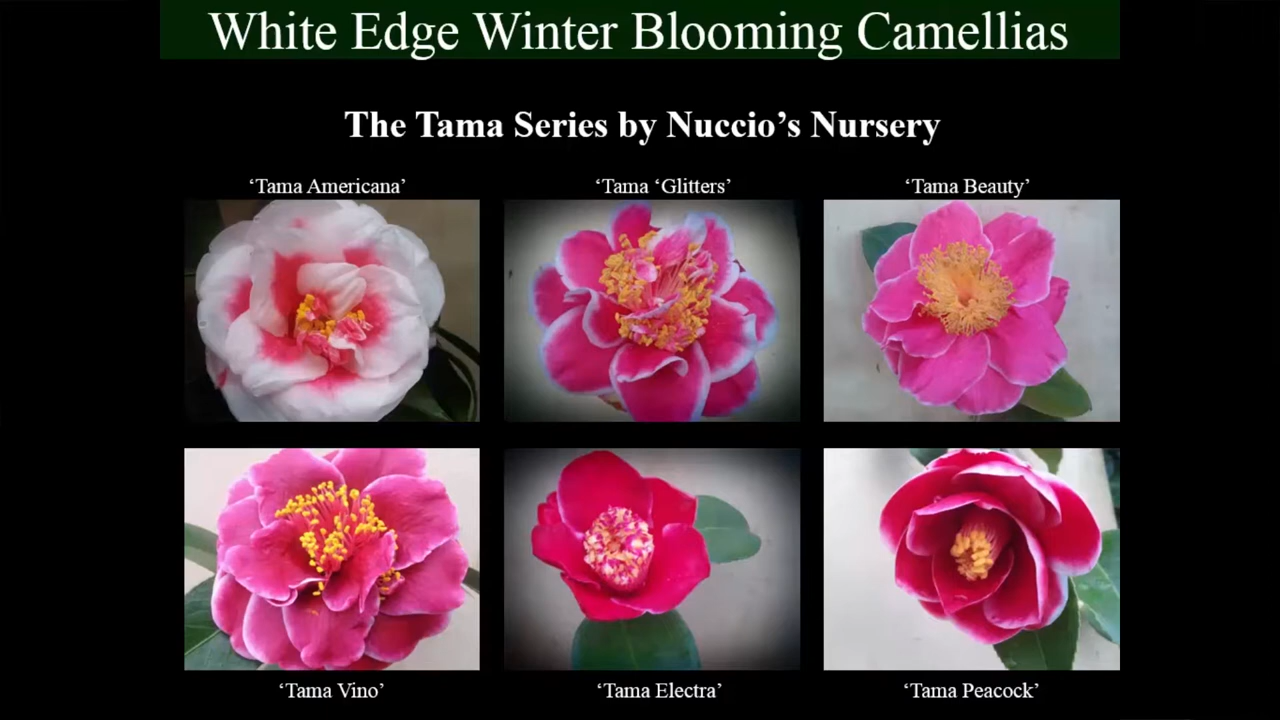 White Edge Winter Blooming Camellias
The Tama Series by Nuccio’s Nursery
‘Tama Americana’
‘Tama ‘Glitters’
‘Tama Beauty’
‘Tama Vino’
‘Tama Electra’
‘Tama Peacock’